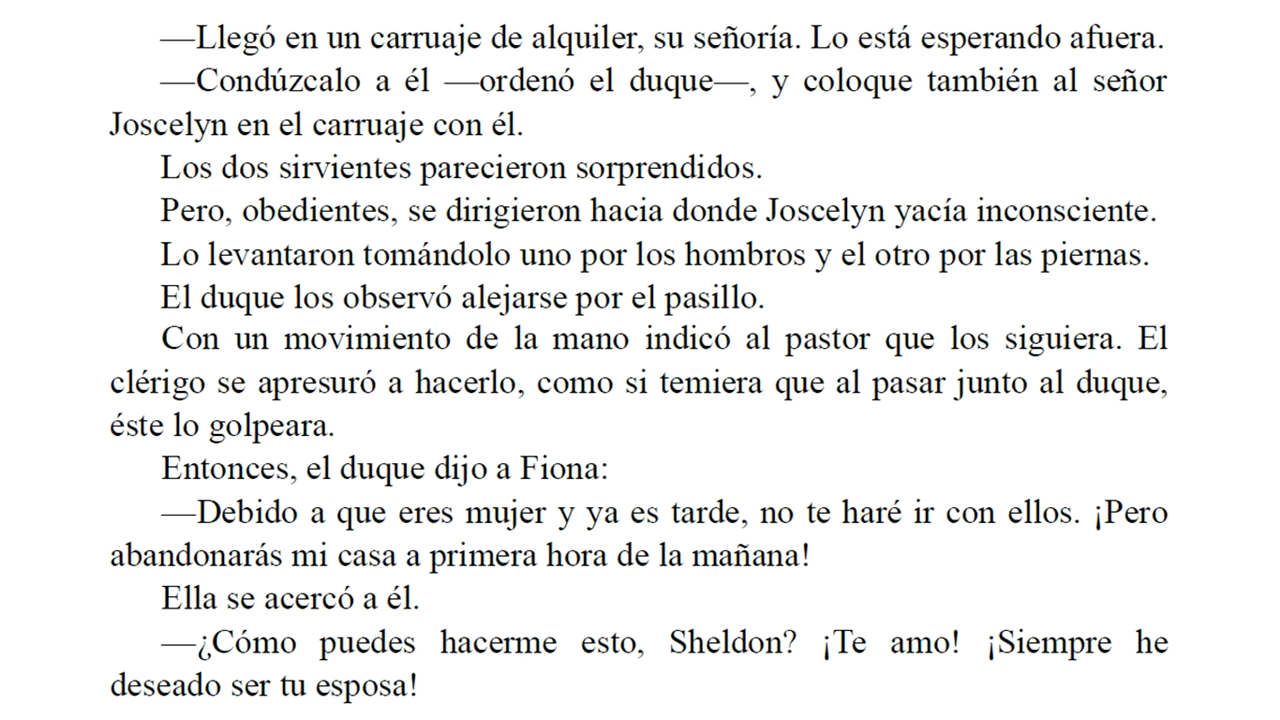 —Llegó en un carruaje de alquiler, su señoría. Lo está esperando afuera.
—Condúzcalo a él —ordenó el duque—, y coloque también al señor
Joscelyn en el carruaje con él.
Los dos sirvientes parecieron sorprendidos.
Pero, obedientes, se dirigieron hacia donde Joscelyn yacía inconsciente.
Lo levantaron tomándolo uno por los hombros y el otro por las piernas.
El duque los observó alejarse por el pasillo.
Con un movimiento de la mano indicó al pastor que los siguiera. El
clérigo se apresuró a hacerlo, como si temiera que al pasar junto al duque,
éste lo golpeara.
Entonces, el duque dijo a Fiona:
—Debido a que eres mujer y ya es tarde, no te haré ir con ellos. ¡Pero
abandonarás mi casa a primera hora de la mañana!
Ella se acercó a él.
—¿Cómo puedes hacerme esto, Sheldon? ¡Te amo! ¡Siempre he
deseado ser tu esposa!